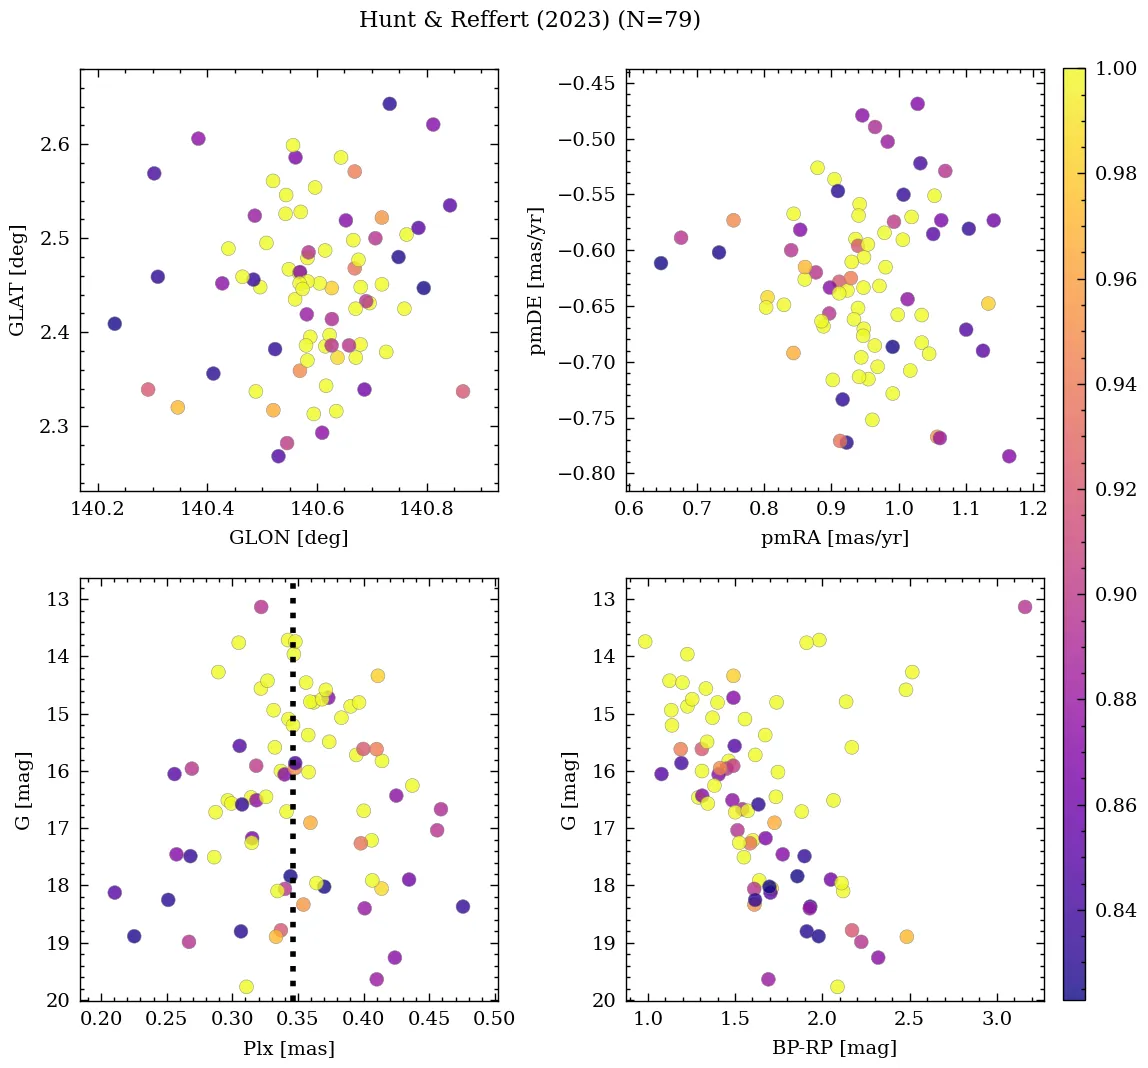 Hunt & Reffert (2023) (N=79)
2.6
2.5
2.4
2.3
GLAT [deg]
140.2 140.4 140.6 140.8
GLON [deg]
−0.45
−0.50
−0.55
−0.60
−0.65
−0.70
−0.75
−0.80
pmDE [mas/yr]
0.6 0.7 0.8 0.9 1.0 1.1 1.2
pmRA [mas/yr]
13
14
15
16
17
18
19
20
G [mag]
0.20 0.25 0.30 0.35 0.40 0.45 0.50
Plx [mas]
13
14
15
16
17
18
19
20
G [mag]
1.0 1.5 2.0 2.5 3.0
BP-RP [mag]
1.00
0.98
0.96
0.94
0.92
0.90
0.88
0.86
0.84